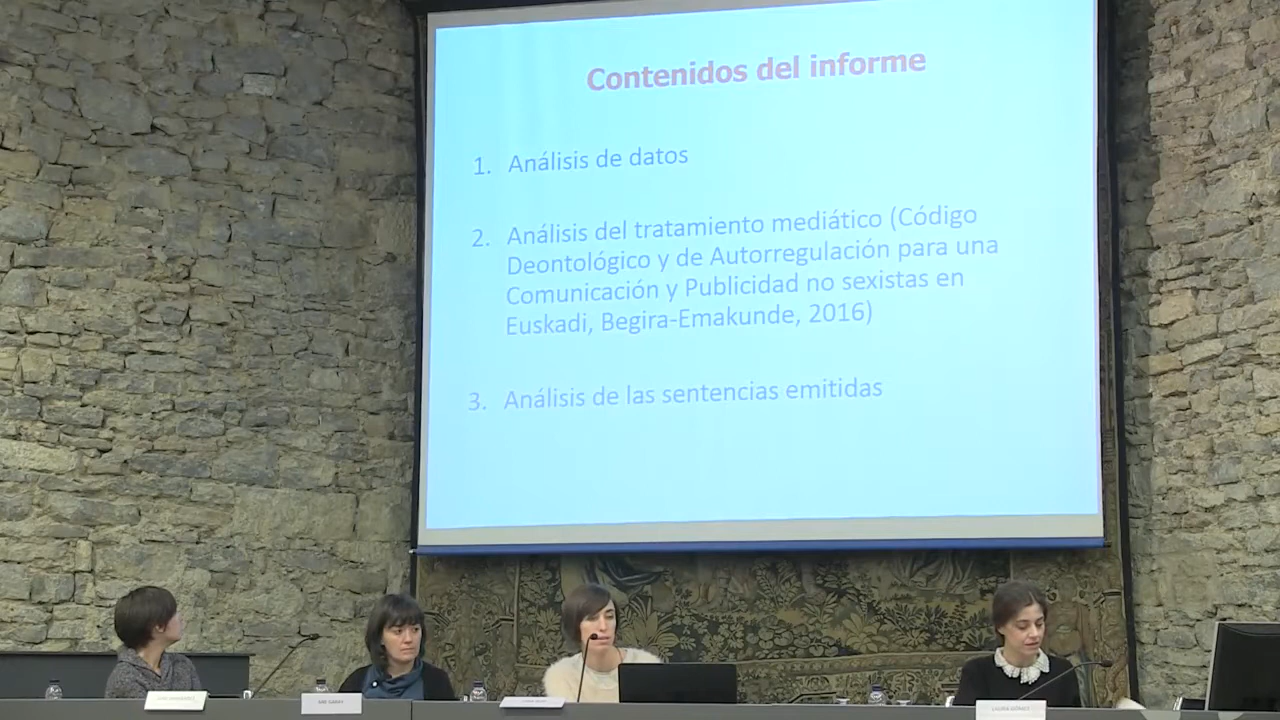 Contenidos del informe
1. Análisis de datos
2. Análisis del tratamiento mediático (Código
Deontológico y de Autorregulación para una
Comunicación y Publicidad no sexistas en
Euskadi, Begira-Emakunde, 2016)
3. Análisis de las sentencias emitidas